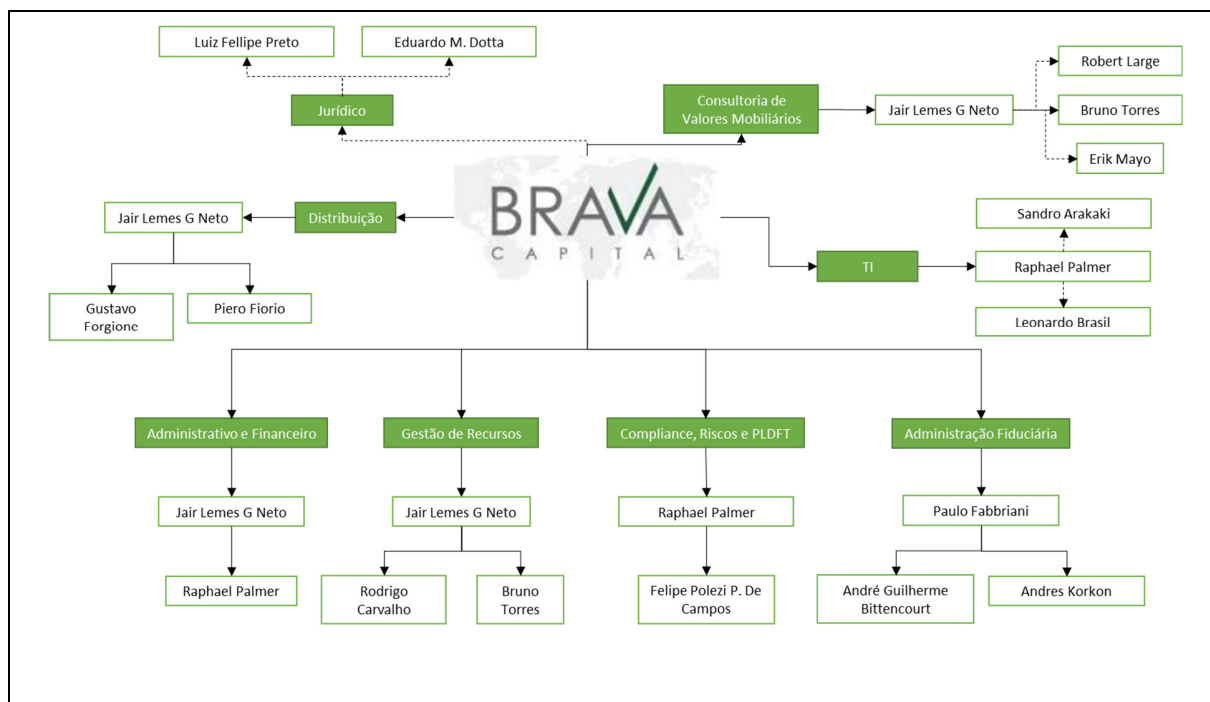 Luiz Fellipe Preto
Eduardo M. Dotta
Jurídico
Consultoria de
Valores Mobiliários
Jair Lemes G Neto
Robert Large
Bruno Torres
Erik Mayo
BRAVA
CAPITAL
Jair Lemes G Neto
Distribuição
Gustavo
Forgione
Piero Fiorio
TI
Sandro Arakaki
Raphael Palmer
Leonardo Brasil
Administrativo e Financeiro
Gestão de Recursos
Compliance, Riscos e PLDFT
Administração Fiduciária
Jair Lemes G Neto
Jair Lemes G Neto
Raphael Palmer
Paulo Fabbriani
Raphael Palmer
Rodrigo
Carvalho
Bruno
Torres
Felipe Polezi P. De
Campos
André Guilherme
Bittencourt
Andres Korkon